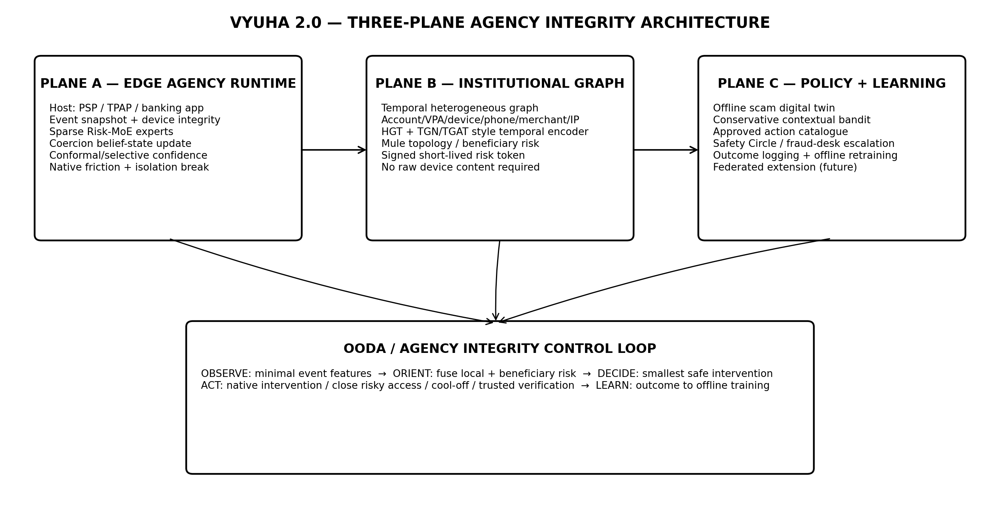 VYUHA 2.0 — THREE-PLANE AGENCY INTEGRITY ARCHITECTURE
PLANE A — EDGE AGENCY RUNTIME
Host: PSP / TPAP / banking app
Event snapshot + device integrity
Sparse Risk-MoE experts
Coercion belief-state update
Conformal/selective confidence
Native friction + isolation break
PLANE B — INSTITUTIONAL GRAPH
Temporal heterogeneous graph
Account/VPA/device/phone/merchant/IP
HGT + TGN/TGAT style temporal encoder
Mule topology / beneficiary risk
Signed short-lived risk token
No raw device content required
PLANE C — POLICY + LEARNING
Offline scam digital twin
Conservative contextual bandit
Approved action catalogue
Safety Circle / fraud-desk escalation
Outcome logging + offline retraining
Federated extension (future)
OODA / AGENCY INTEGRITY CONTROL LOOP
OBSERVE: minimal event features → ORIENT: fuse local + beneficiary risk → DECIDE: smallest safe intervention
ACT: native intervention / close risky access / cool-off / trusted verification → LEARN: outcome to offline training